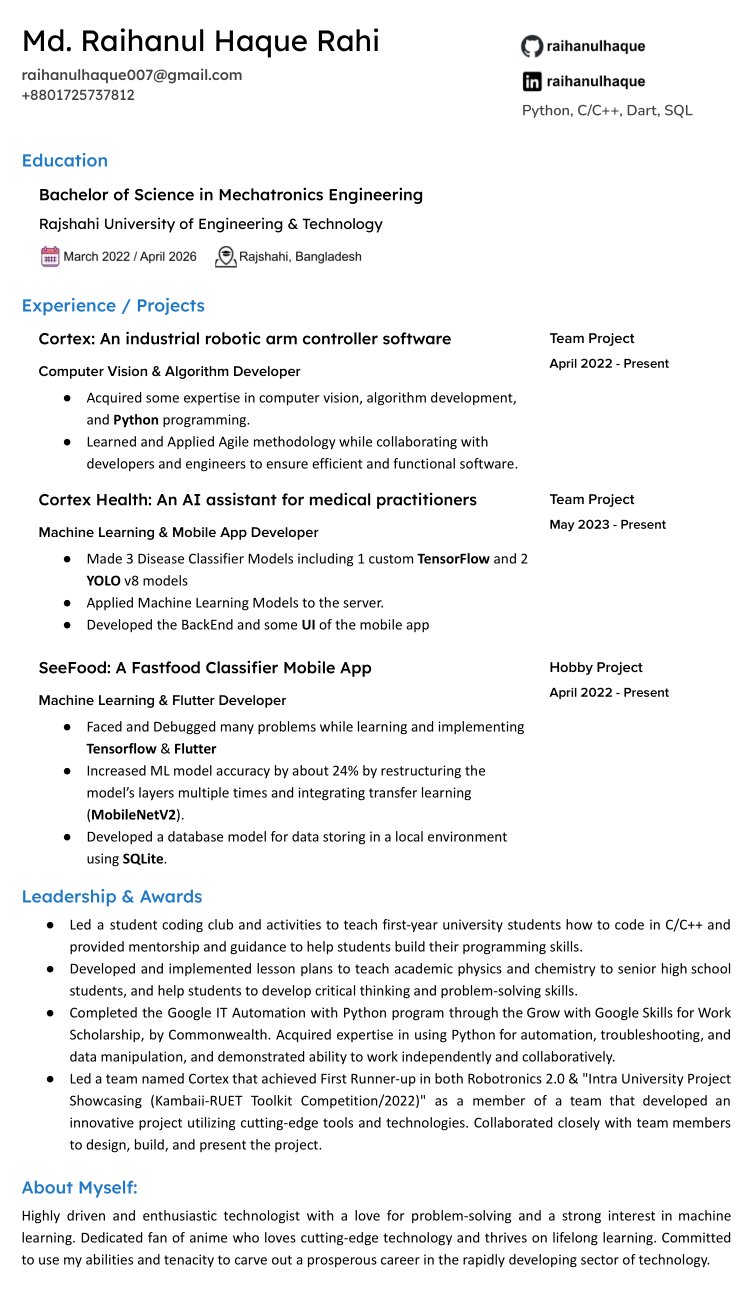 Md. Raihanul Haque Rahi
raihanulhaque007@gmail.com
+8801725737812
raihanulhaque
raihanulhaque
Python, C/C++, Dart, SQL
Education
Bachelor of Science in Mechatronics Engineering
Rajshahi University of Engineering & Technology
March 2022 / April 2026 Rajshahi, Bangladesh
Experience / Projects
Cortex: An industrial robotic arm controller software
Team Project
April 2022 - Present
Computer Vision & Algorithm Developer
● Acquired some expertise in computer vision, algorithm development,
and Python programming.
● Learned and Applied Agile methodology while collaborating with
developers and engineers to ensure efficient and functional software.
Cortex Health: An AI assistant for medical practitioners
Team Project
May 2023 - Present
Machine Learning & Mobile App Developer
● Made 3 Disease Classifier Models including 1 custom TensorFlow and 2
YOLO v8 models
● Applied Machine Learning Models to the server.
● Developed the BackEnd and some UI of the mobile app
SeeFood: A Fastfood Classifier Mobile App
Hobby Project
April 2022 - Present
Machine Learning & Flutter Developer
● Faced and Debugged many problems while learning and implementing
Tensorflow & Flutter
● Increased ML model accuracy by about 24% by restructuring the
model’s layers multiple times and integrating transfer learning
(MobileNetV2).
● Developed a database model for data storing in a local environment
using SQLite.
Leadership & Awards
● Led a student coding club and activities to teach first-year university students how to code in C/C++ and
provided mentorship and guidance to help students build their programming skills.
● Developed and implemented lesson plans to teach academic physics and chemistry to senior high school
students, and help students to develop critical thinking and problem-solving skills.
● Completed the Google IT Automation with Python program through the Grow with Google Skills for Work
Scholarship, by Commonwealth. Acquired expertise in using Python for automation, troubleshooting, and
data manipulation, and demonstrated ability to work independently and collaboratively.
● Led a team named Cortex that achieved First Runner-up in both Robotronics 2.0 & "Intra University Project
Showcasing (Kambaii-RUET Toolkit Competition/2022)" as a member of a team that developed an
innovative project utilizing cutting-edge tools and technologies. Collaborated closely with team members
to design, build, and present the project.
About Myself:
Highly driven and enthusiastic technologist with a love for problem-solving and a strong interest in machine
learning. Dedicated fan of anime who loves cutting-edge technology and thrives on lifelong learning. Committed
to use my abilities and tenacity to carve out a prosperous career in the rapidly developing sector of technology.